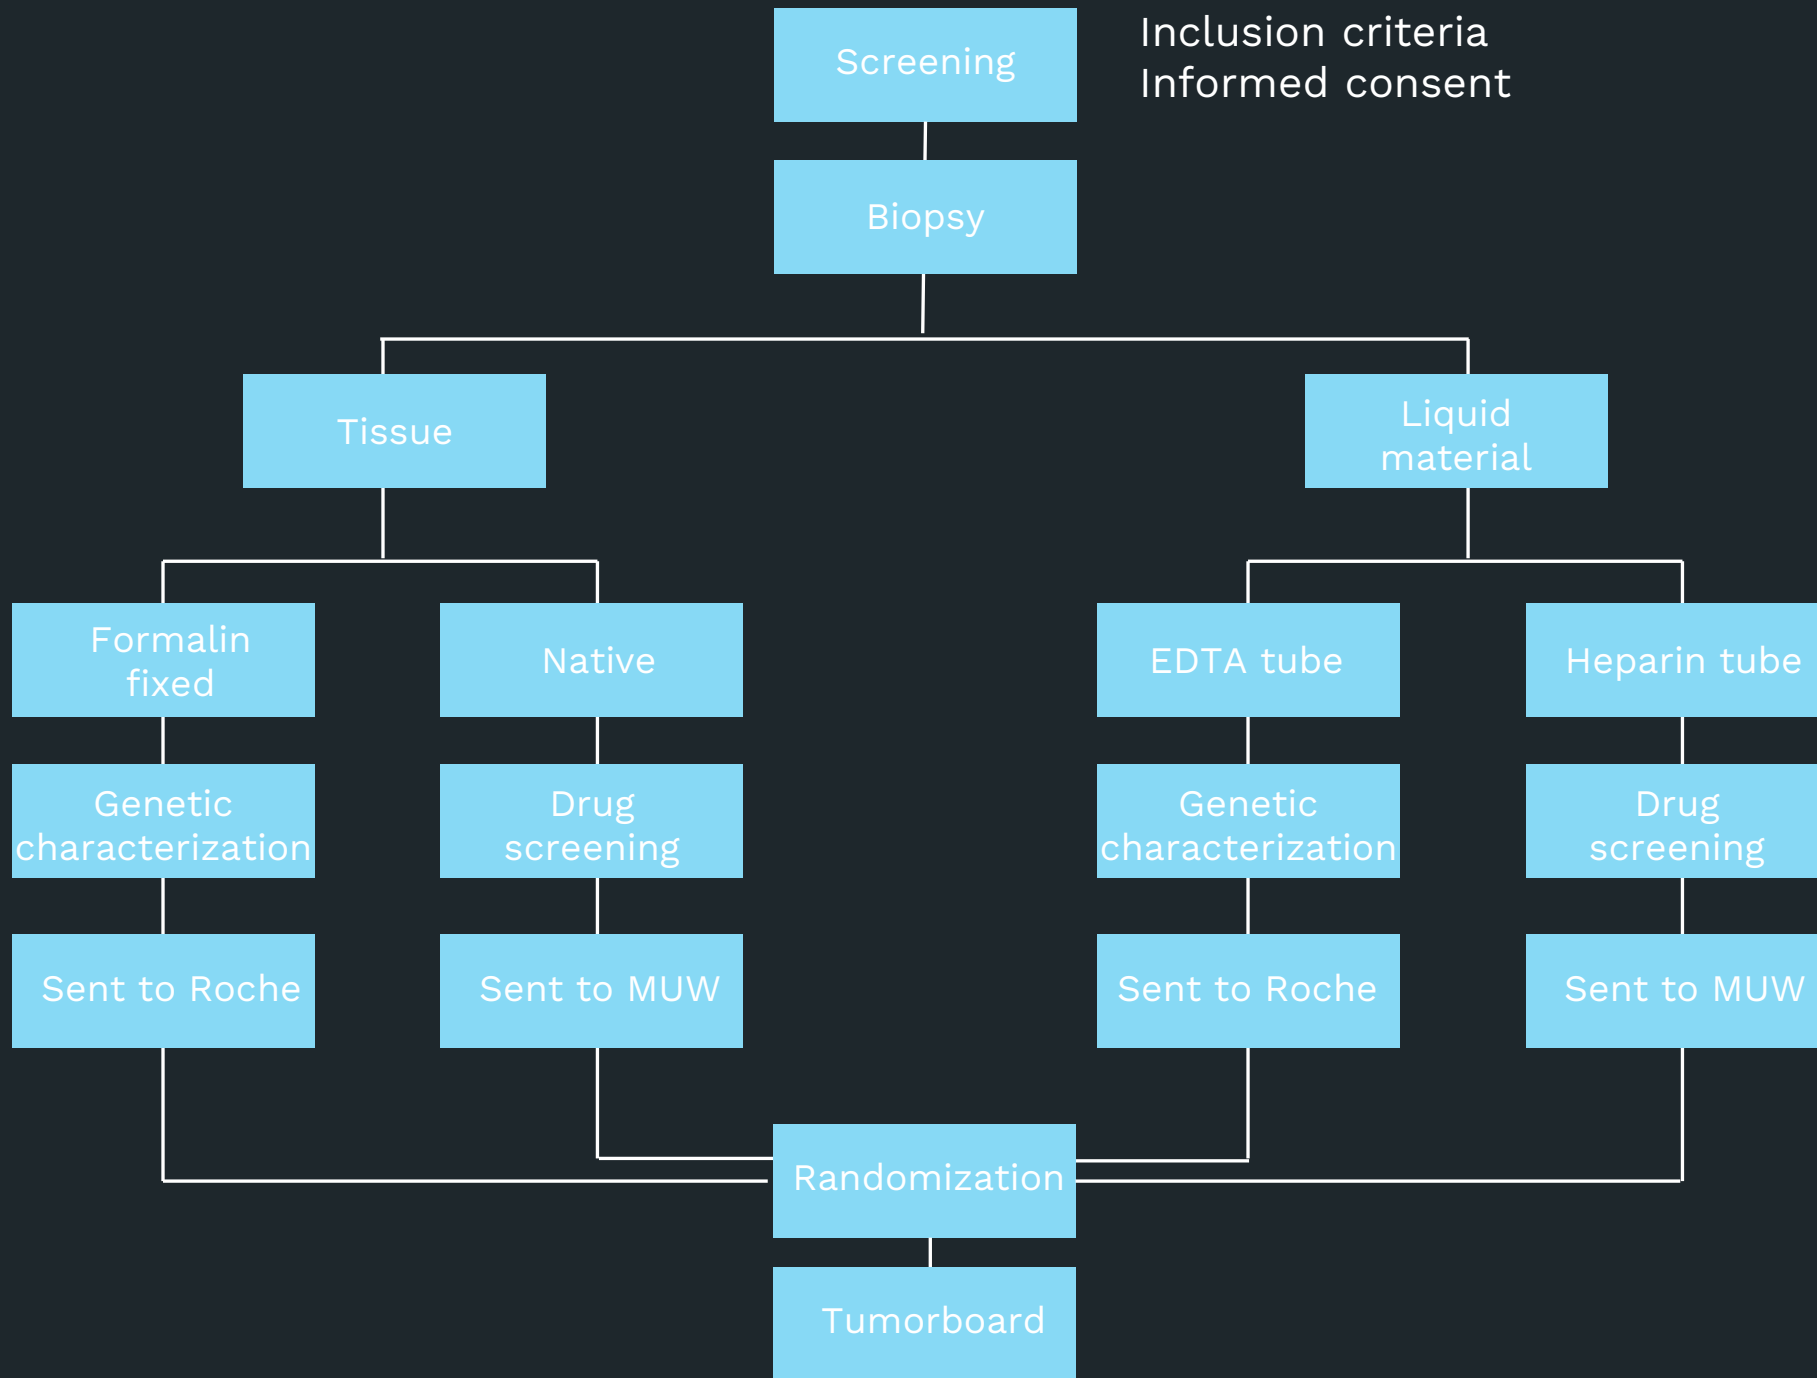 Screening
Inclusion criteria
Informed consent
Biopsy
Tissue
Liquid
material
Formalin
fixed
Native
EDTA tube
Heparin tube
Genetic
characterization
Drug
screening
Genetic
characterization
Drug
screening
Sent to Roche
Sent to MUW
Sent to Roche
Sent to MUW
Randomization
Tumorboard